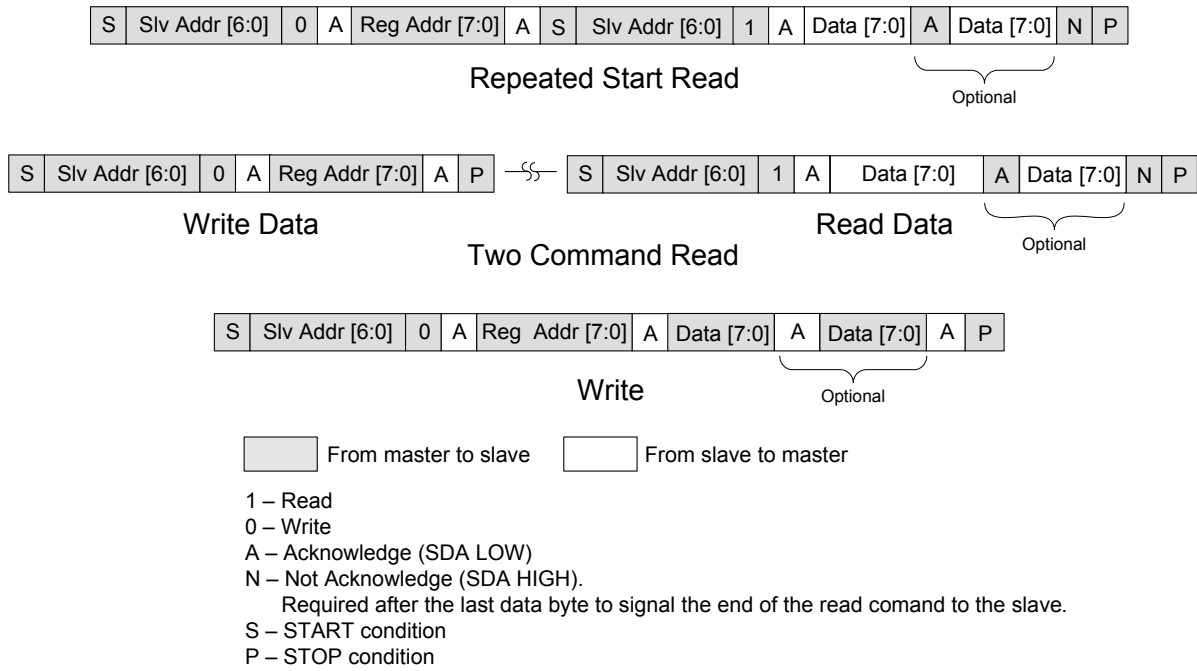 S Slv Addr [6:0] 0 A Reg Addr [7:0] A S Slv Addr [6:0] 1 A Data [7:0] A Data [7:0] N P
Repeated Start Read
Optional
S Slv Addr [6:0] 0 A Reg Addr [7:0] A P S Slv Addr [6:0] 1 A Data [7:0] A Data [7:0] N P
Write Data Read Data
Optional
Two Command Read
S Slv Addr [6:0] 0 A Reg Addr [7:0] A Data [7:0] A Data [7:0] A P
Write
Optional
From master to slave From slave to master
1 – Read
0 – Write
A – Acknowledge (SDA LOW)
N – Not Acknowledge (SDA HIGH).
Required after the last data byte to signal the end of the read comand to the slave.
S – START condition
P – STOP condition